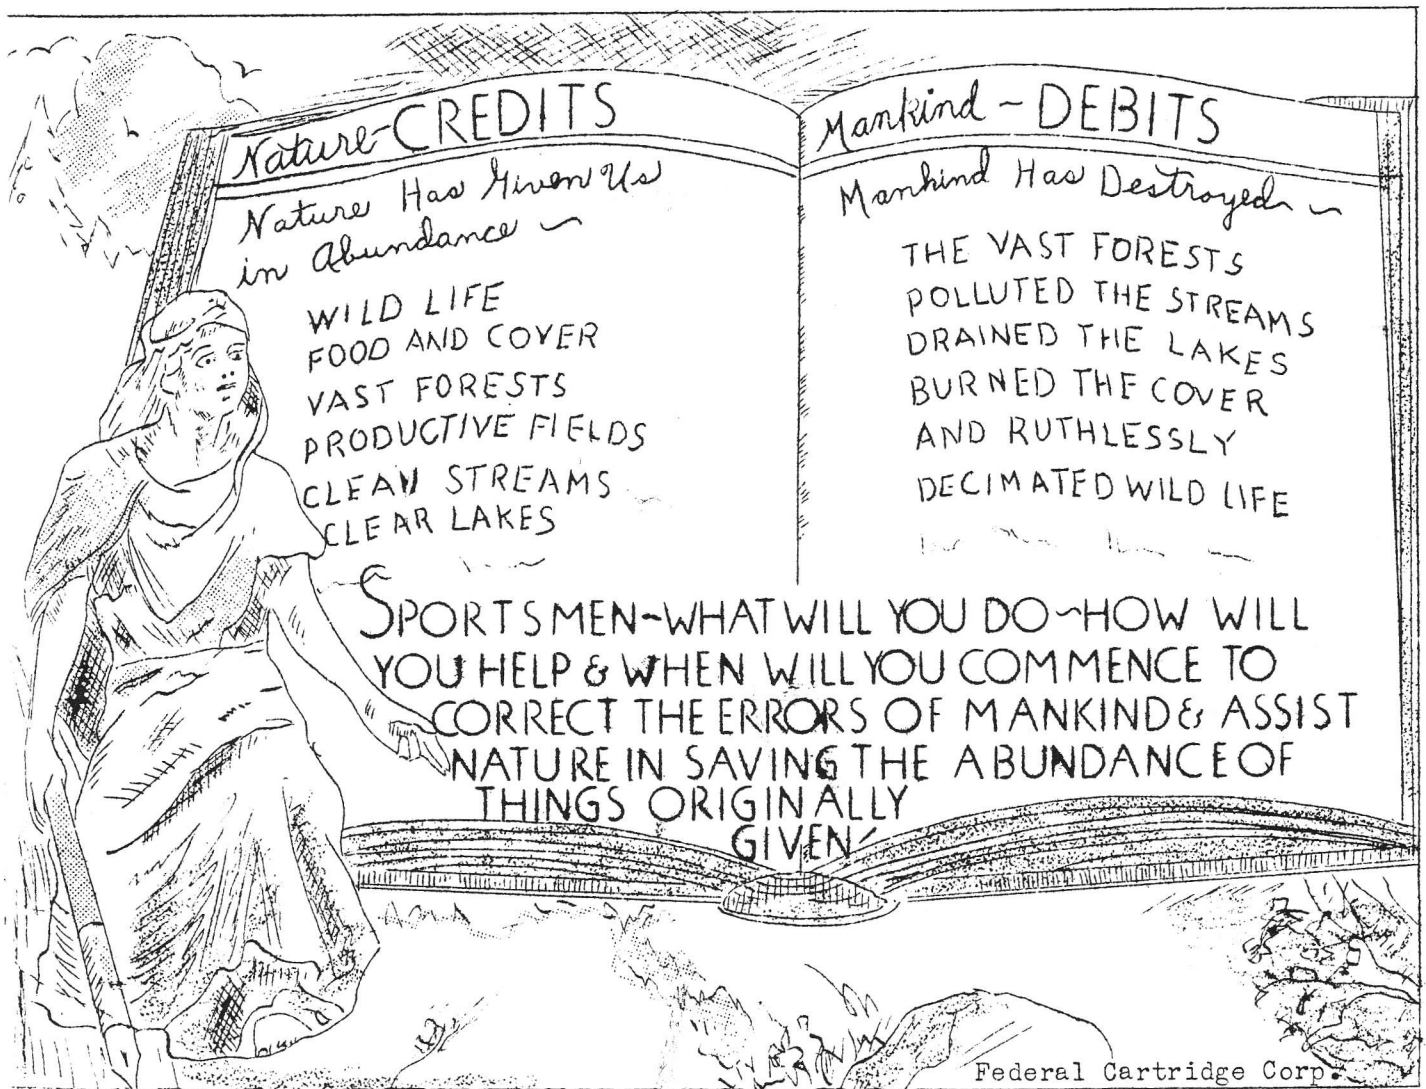 Nature-CREDITS
Nature Has Given Us
in Abundance ~
WILD LIFE
FOOD AND COVER
VAST FORESTS
PRODUCTIVE FIELDS
CLEAN STREAMS
CLEAR LAKES
Mankind - DEBITS
Mankind Has Destroyed ~
THE VAST FORESTS
POLLUTED THE STREAMS
DRAINED THE LAKES
BURNED THE COVER
AND RUTHLESSLY
DECIMATED WILD LIFE
SPORTSMEN-WHAT WILL YOU DO~HOW WILL
YOU HELP & WHEN WILL YOU COMMENCE TO
CORRECT THE ERRORS OF MANKIND & ASSIST
NATURE IN SAVING THE ABUNDANCE OF
THINGS ORIGINALLY
GIVEN
Federal Cartridge Corp.